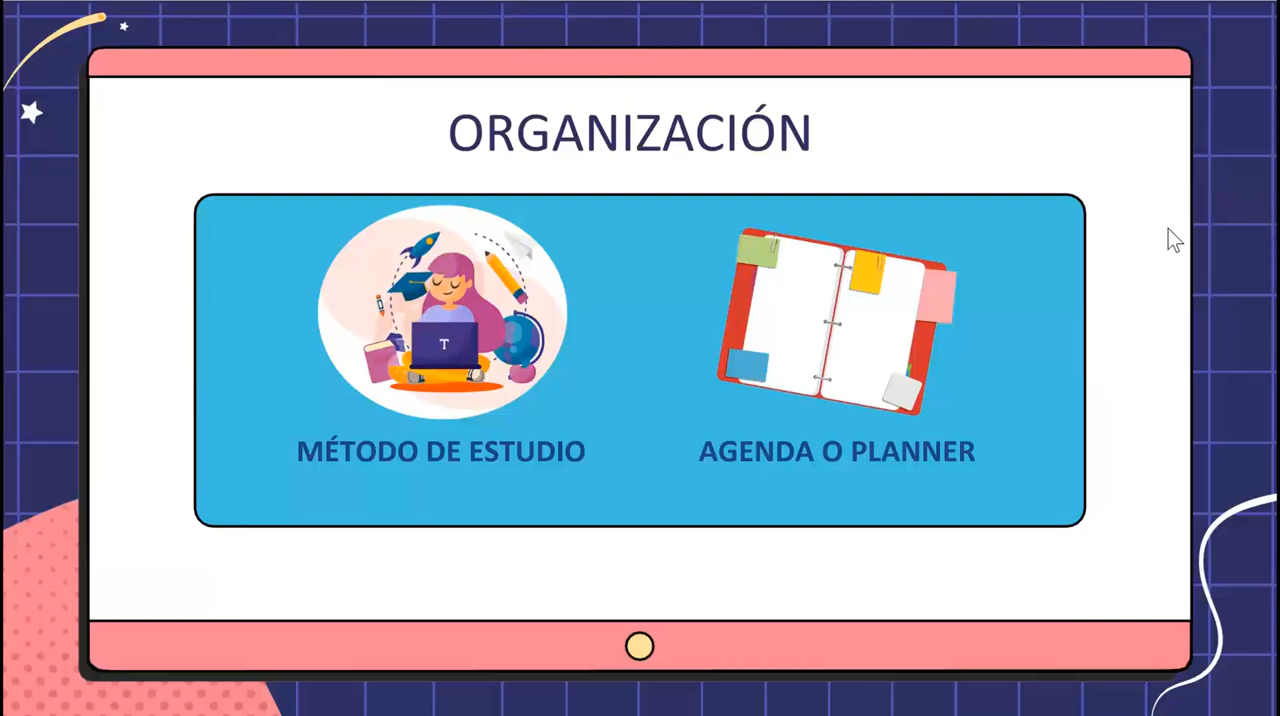 ORGANIZACIÓN
T
MÉTODO DE ESTUDIO
AGENDA O PLANNER